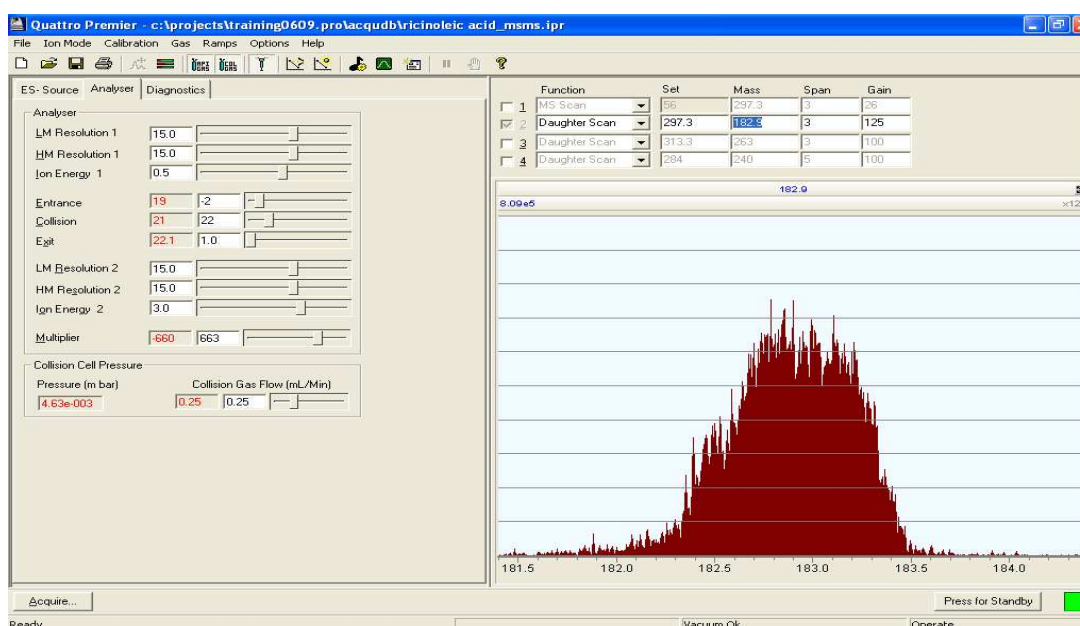 Quattro Premier - c:\projects\training0609.pro\acqudb\ricinoleic acid_msms.ipr
File Ion Mode Calibration Gas Ramps Options Help
ES- Source Analyser Diagnostics
Analyser
LM Resolution 1 15.0
HM Resolution 1 15.0
Ion Energy 1 0.5
Entrance 19 -2
Collision 21 22
Exit 22.1 1.0
LM Resolution 2 15.0
HM Resolution 2 15.0
Ion Energy 2 3.0
Multiplier -660 663
Collision Cell Pressure
Pressure (m bar) Collision Gas Flow (mL/Min)
4.63e-003 0.25 0.25
Function Set Mass Span Gain
1 MS Scan 56 297.3 3 26
2 Daughter Scan 297.3 182.9 3 125
3 Daughter Scan 313.3 263 3 100
4 Daughter Scan 284 240 5 100
182.9
8.09e5 x12
181.5 182.0 182.5 183.0 183.5 184.0
Acquire... Press for Standby
Ready Vacuum Ok Operate